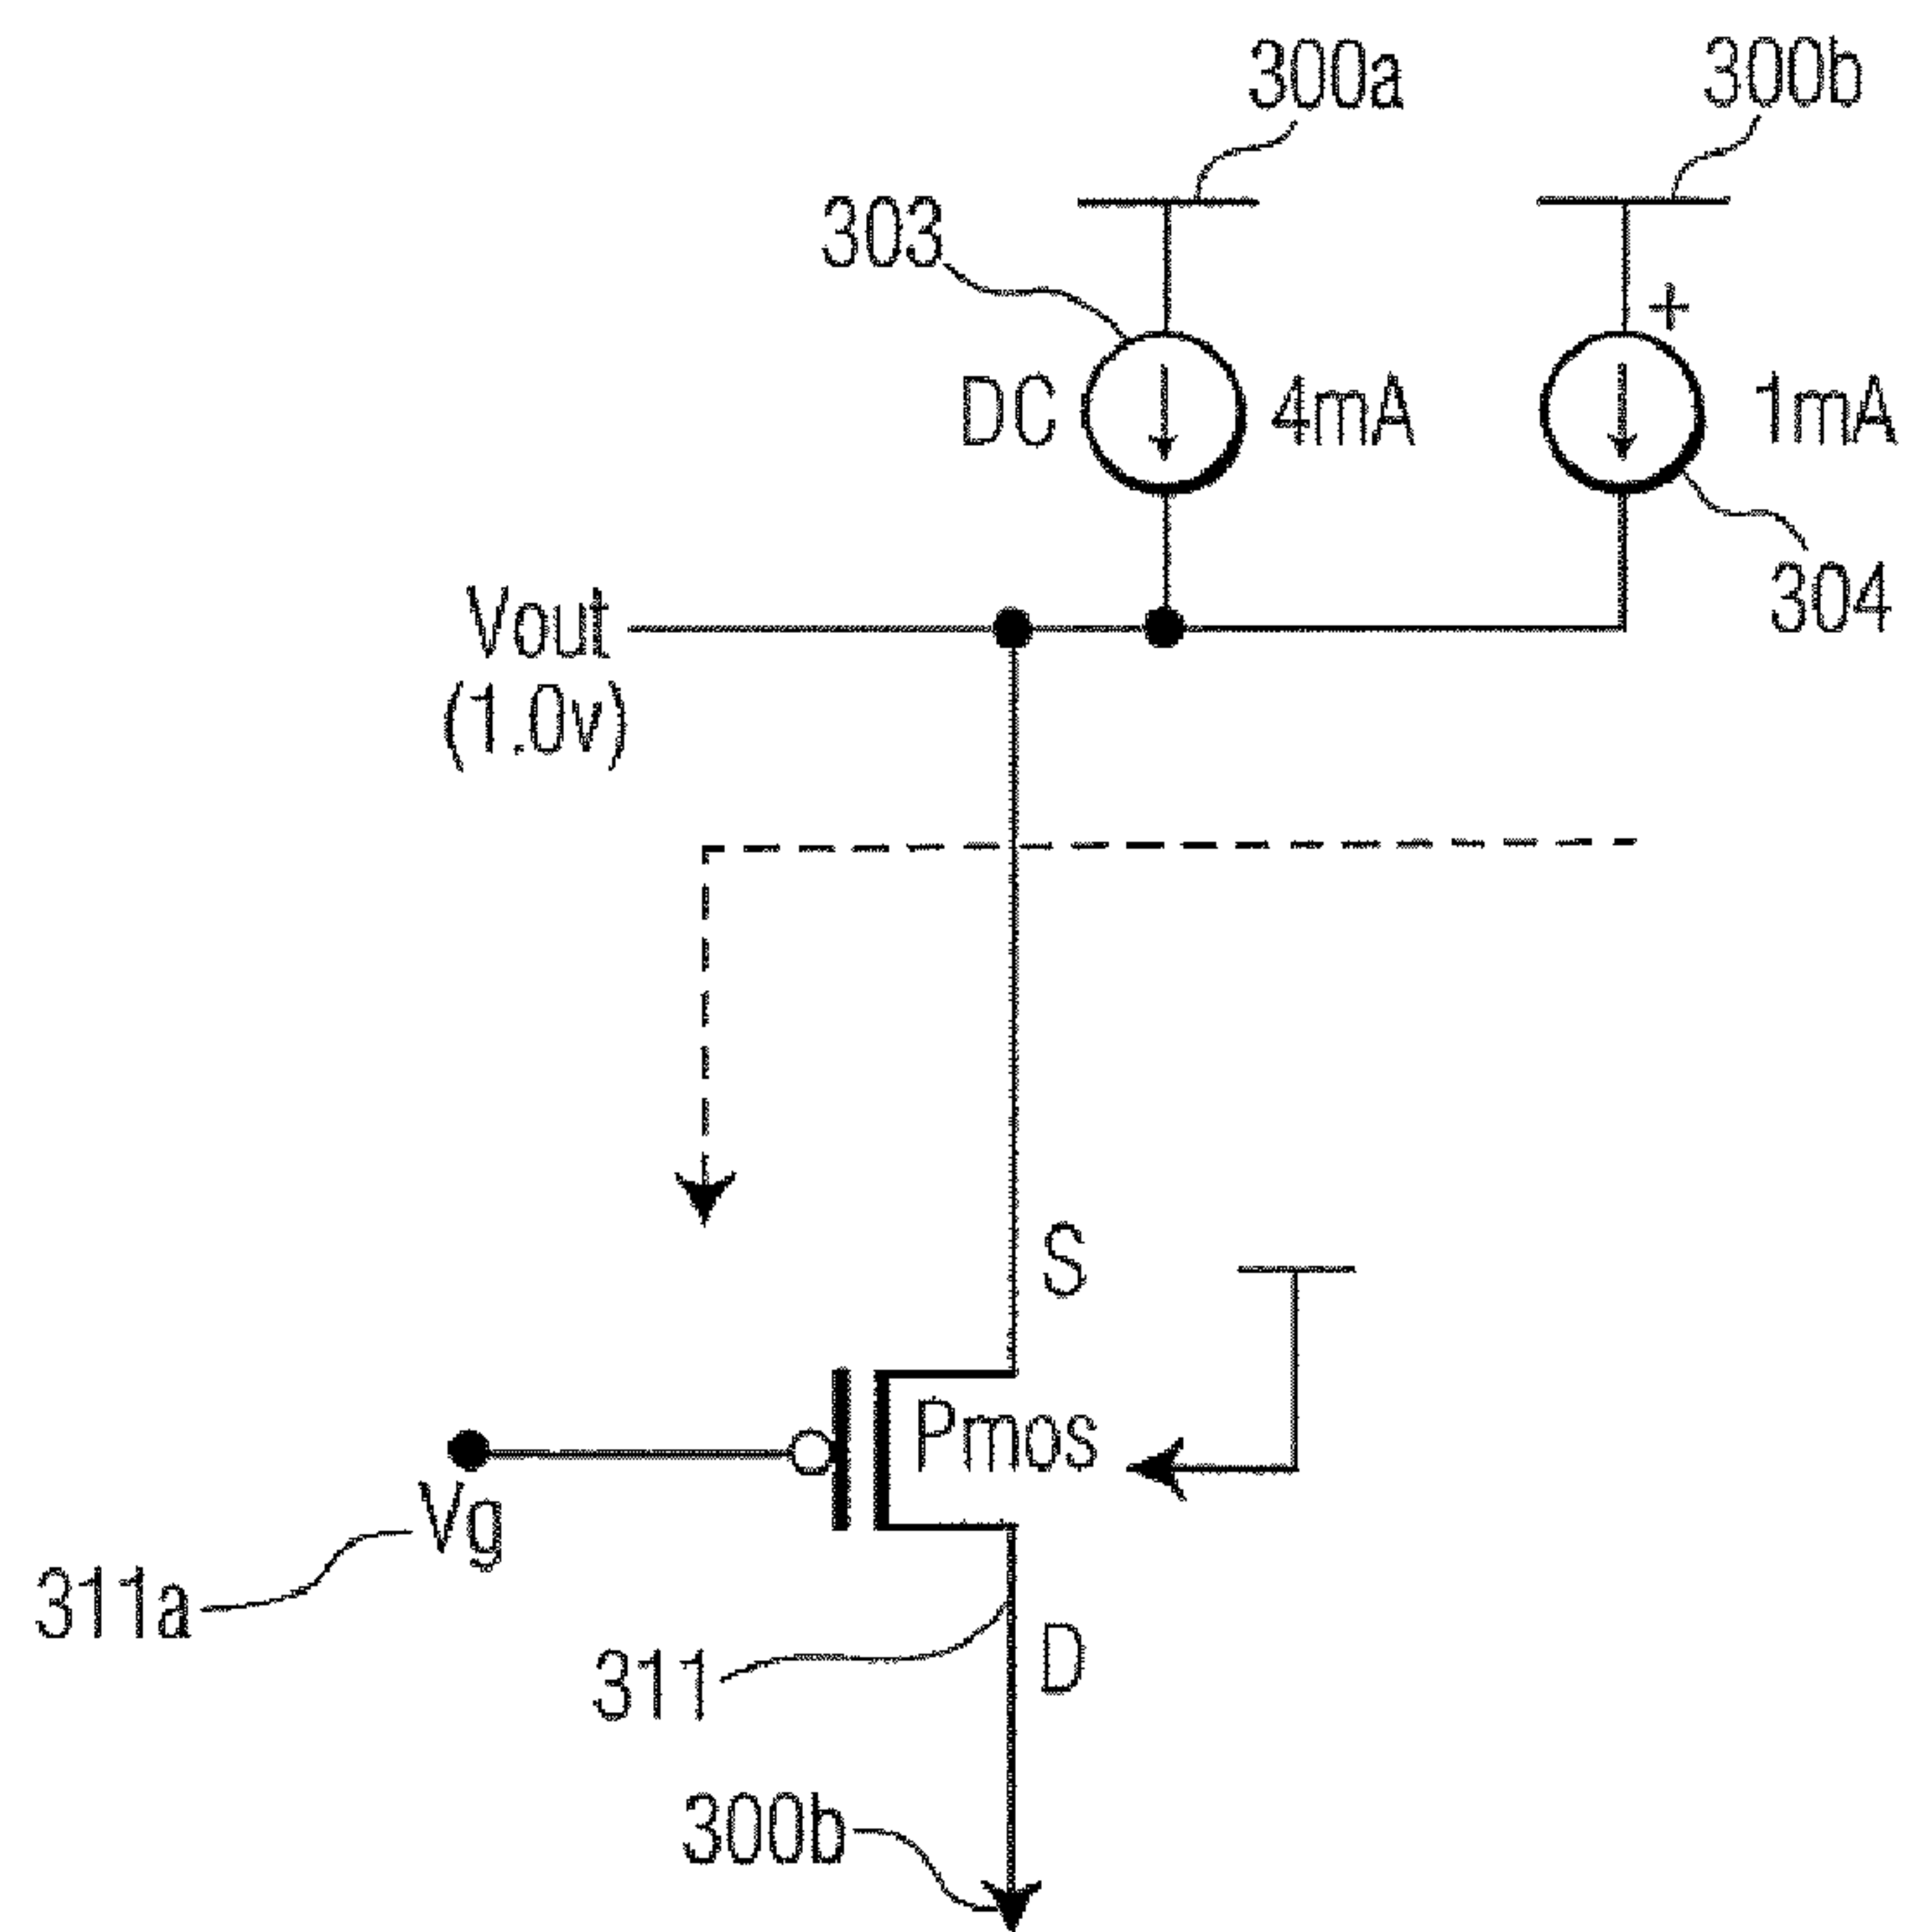 300a
300b
303
+
DC
4mA
1mA
304
Vout
(1.0v)
S
Pmos
Vg
311a
311
D
300b